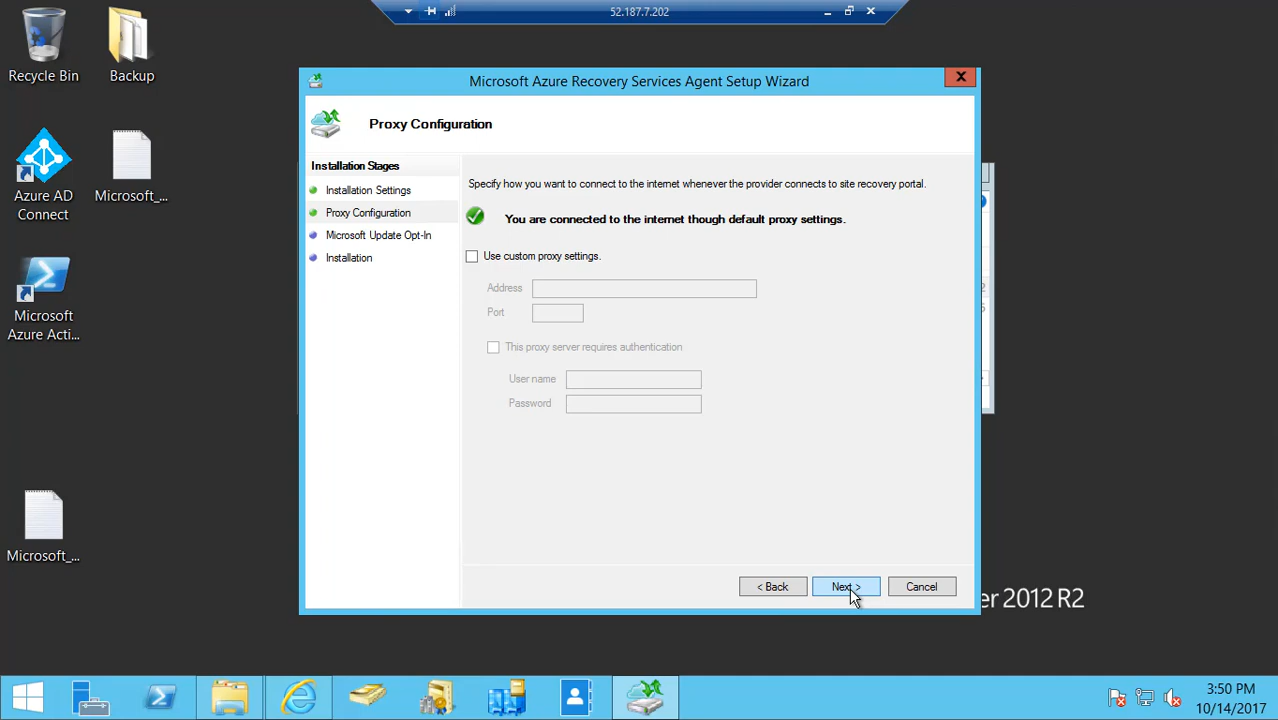 52.187.7.202
Recycle Bin
Backup
Azure AD
Connect
Microsoft_...
Microsoft
Azure Acti...
Microsoft_...
Microsoft Azure Recovery Services Agent Setup Wizard
Proxy Configuration
Installation Stages
Installation Settings
Proxy Configuration
Microsoft Update Opt-In
Installation
Specify how you want to connect to the internet whenever the provider connects to site recovery portal.
You are connected to the internet though default proxy settings.
Use custom proxy settings.
Address
Port
This proxy server requires authentication
User name
Password
< Back
Next >
Cancel
er 2012 R2
3:50 PM
10/14/2017